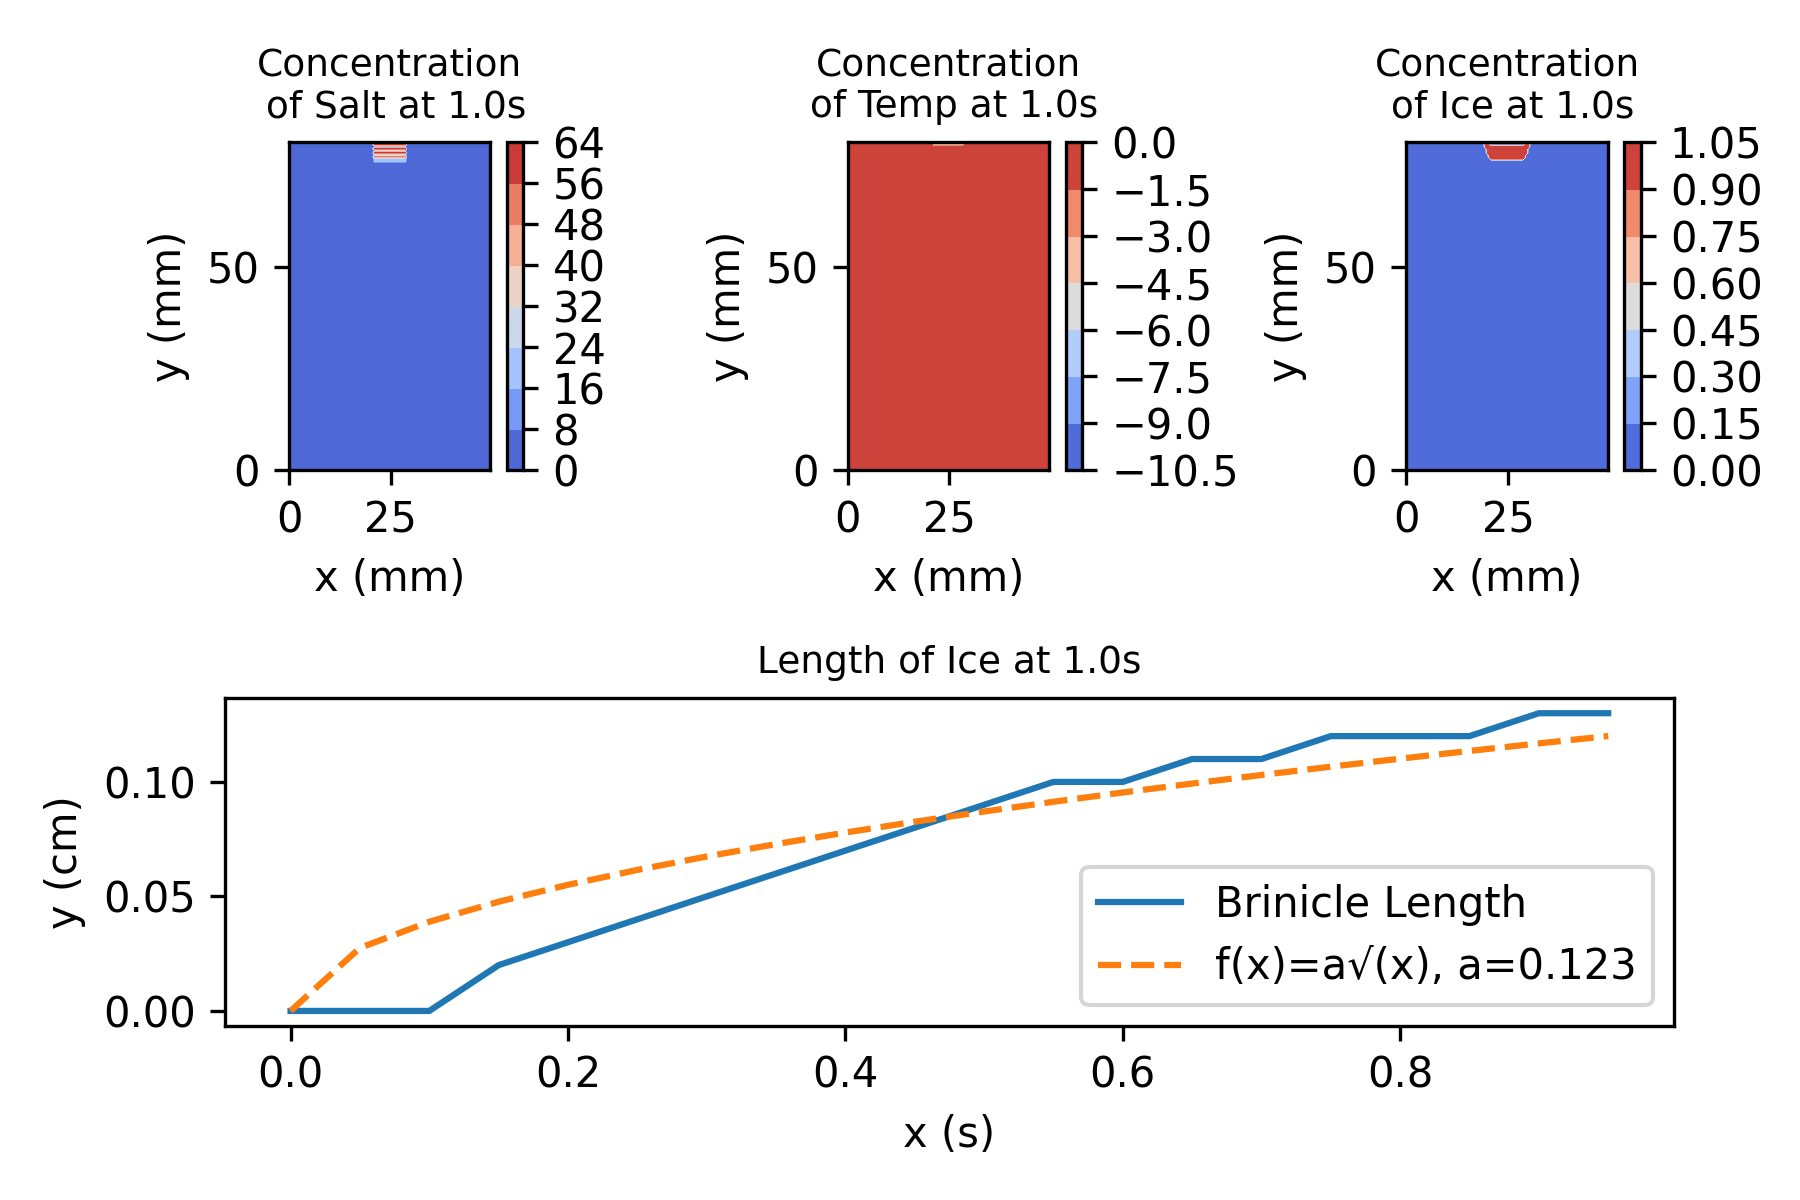 Concentration
of Salt at 1.0s
Concentration
of Temp at 1.0s
Concentration
of Ice at 1.0s
y (mm)
50
0
0 25
x (mm)
64
56
48
40
32
24
16
8
0
y (mm)
50
0
0 25
x (mm)
0.0
−1.5
−3.0
−4.5
−6.0
−7.5
−9.0
−10.5
y (mm)
50
0
0 25
x (mm)
1.05
0.90
0.75
0.60
0.45
0.30
0.15
0.00
Length of Ice at 1.0s
y (cm)
0.10
0.05
0.00
Brinicle Length
f(x)=a√(x), a=0.123
0.0 0.2 0.4 0.6 0.8
x (s)